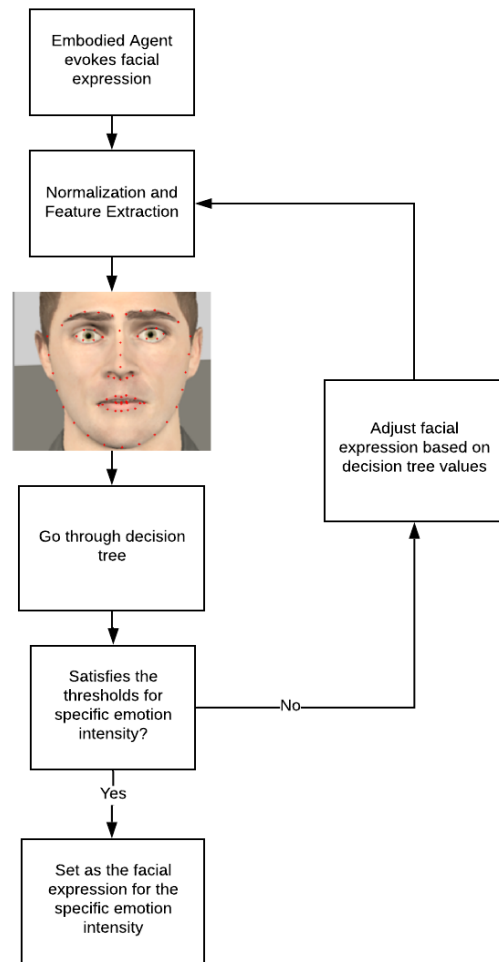 Embodied Agent
evokes facial
expression
Normalization and
Feature Extraction
Adjust facial
expression based on
decision tree values
Go through decision
tree
Satisfies the
thresholds for
specific emotion
intensity?
No
Yes
Set as the facial
expression for the
specific emotion
intensity